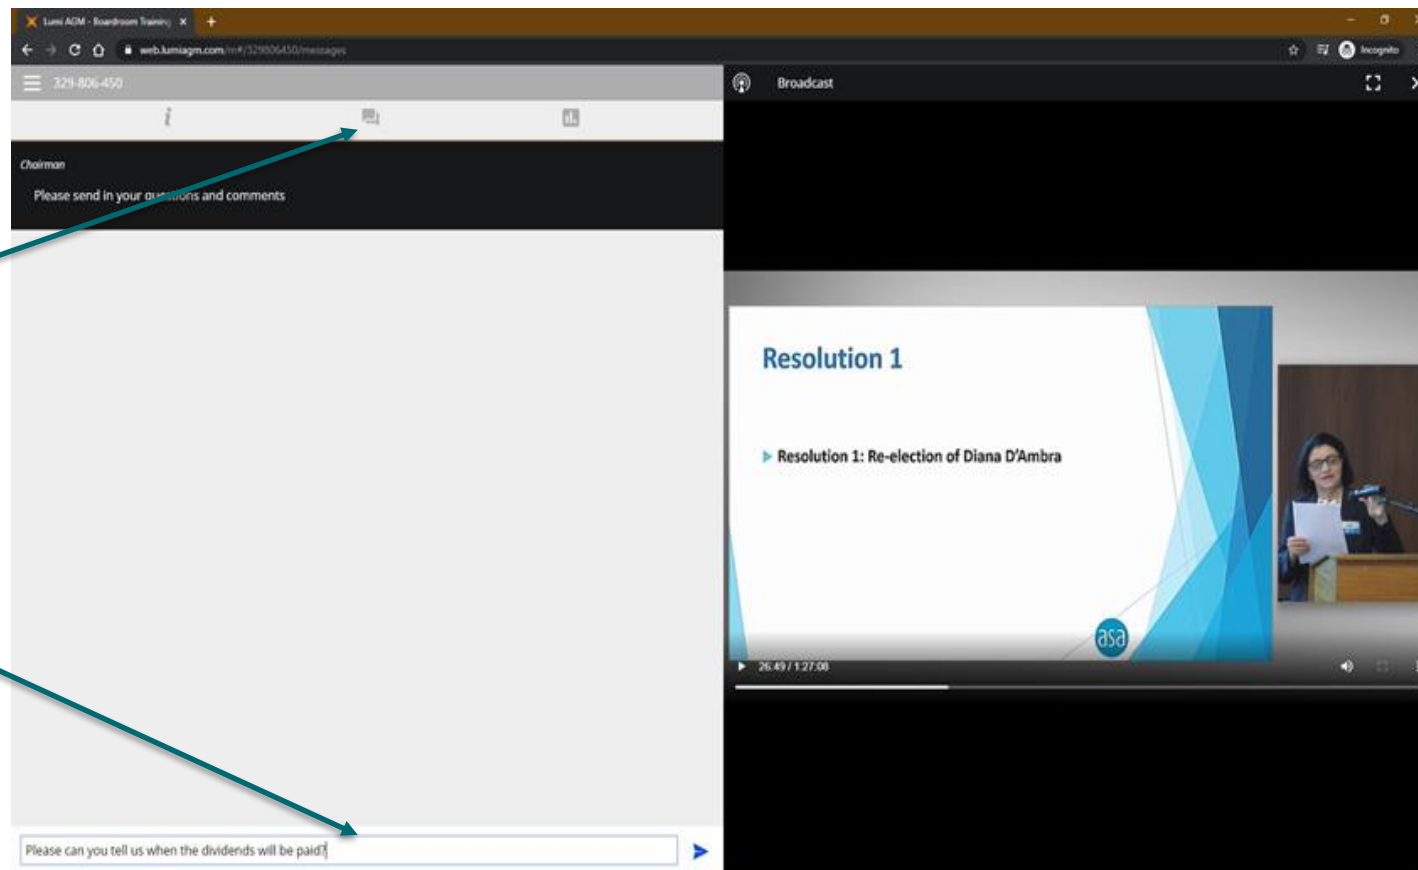 Lumi AGM - Boardroom Training
web.lumiagm.com/m#/329806450/messages
Incognito
329-806-450
Broadcast
Chairman
Please send in your questions and comments
Resolution 1
Resolution 1: Re-election of Diana D'Ambra
asa
26:49 / 1:27:08
Please can you tell us when the dividends will be paid?